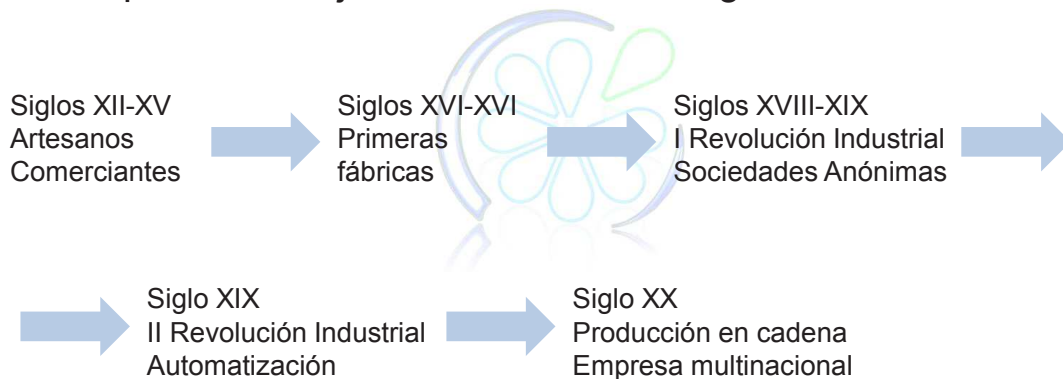 Siglos XII-XV
Artesanos
Comerciantes
Siglos XVI-XVI
Primeras
fábricas
Siglos XVIII-XIX
I Revolución Industrial
Sociedades Anónimas
Siglo XIX
II Revolución Industrial
Automatización
Siglo XX
Producción en cadena
Empresa multinacional